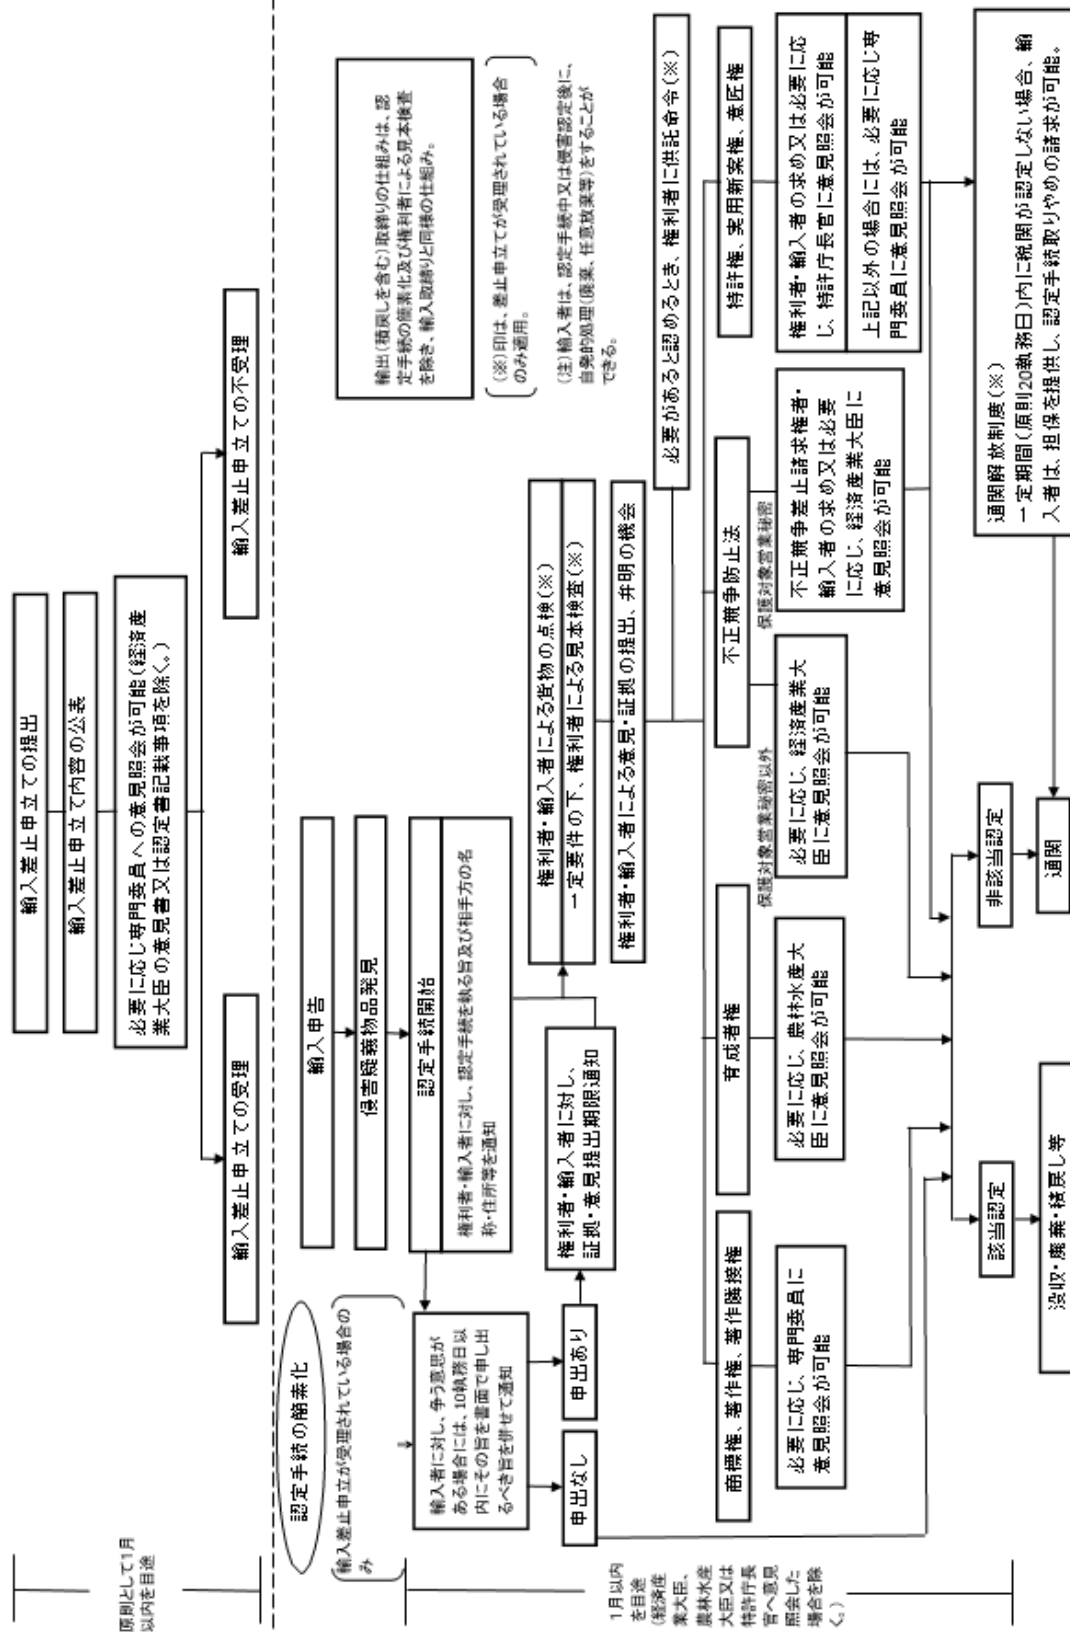 輸入差止申立ての提出
輸入差止申立て内容の公表
必要に応じ専門委員への意見照会が可能(経済産
業大臣の意見書又は認定書記載事項を除く。)
輸入差止申立ての受理
輸入差止申立ての不受理
原則として1月
以内を目途
認定手続の簡素化
輸入差止申立が受理されている場合の
み
輸入申告
侵害疑義物品発見
認定手続開始
権利者・輸入者に対し、認定手続を執る旨及び相手方の名
称・住所等を通知
輸入者に対し、争う意思が
ある場合には、10執務日以
内にその旨を書面で申し出
るべき旨を併せて通知
申出なし
申出あり
権利者・輸入者に対し、
証拠・意見提出期限通知
輸出(積戻しを含む)取締りの仕組みは、認
定手続の簡素化及び権利者による見本検査
を除き、輸入取締りと同様の仕組み。
(※)印は、差止申立てが受理されている場合
のみ適用。
(注)輸入者は、認定手続中又は侵害認定後に、
自発的処理(廃棄、任意放棄等)をすることが
できる。
権利者・輸入者による貨物の点検(※)
一定要件の下、権利者による見本検査(※)
権利者・輸入者による意見・証拠の提出、弁明の機会
必要があると認めるとき、権利者に供託命令(※)
1月以内
を目途
(経済産
業大臣、
農林水産
大臣又は
特許庁長
官へ意見
照会した
場合を除
く。)
商標権、著作権、著作隣接権
必要に応じ、専門委員に
意見照会が可能
育成者権
必要に応じ、農林水産大
臣に意見照会が可能
不正競争防止法
保護対象営業秘密以外
必要に応じ、経済産業大
臣に意見照会が可能
保護対象営業秘密
不正競争差止請求権者・
輸入者の求め又は必要
に応じ、経済産業大臣に
意見照会が可能
特許権、実用新案権、意匠権
権利者・輸入者の求め又は必要に応
じ、特許庁長官に意見照会が可能
上記以外の場合には、必要に応じ専
門委員に意見照会が可能
該当認定
非該当認定
没収・廃棄・積戻し等
通関
通関解放制度(※)
一定期間(原則20執務日)内に税関が認定しない場合、輸
入者は、担保を提供し、認定手続取りやめの請求が可能。